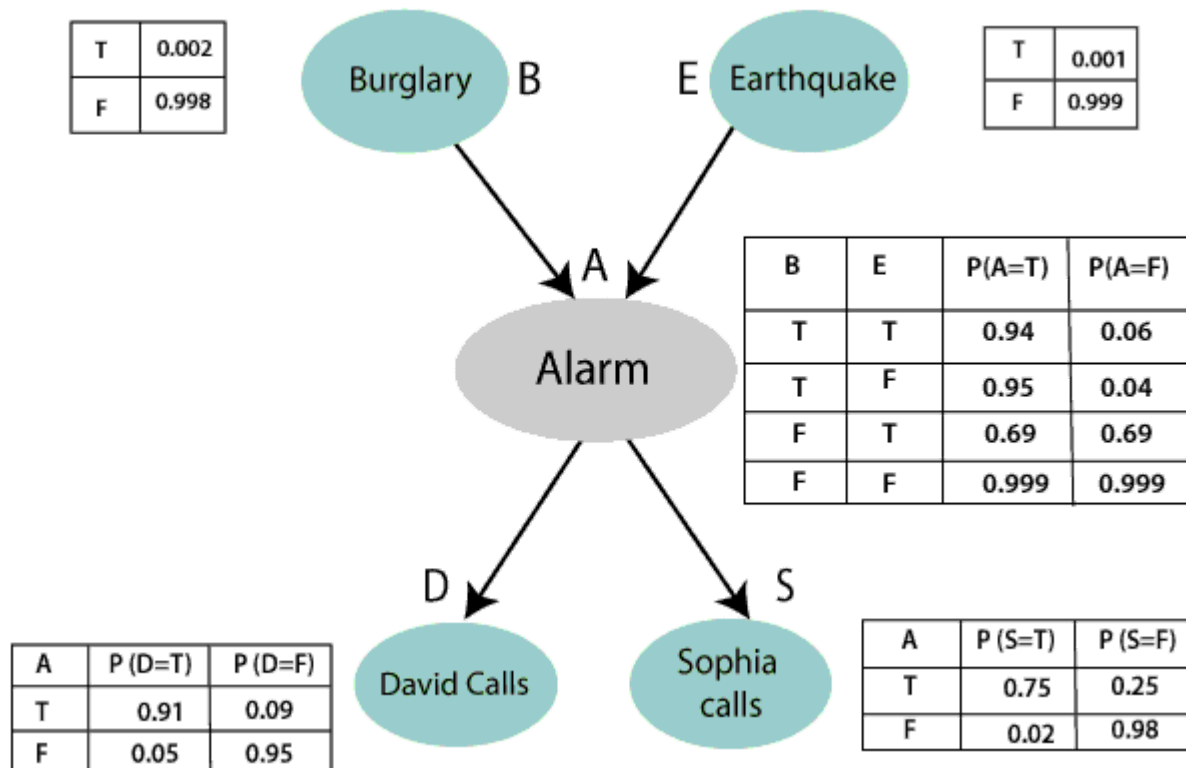 T 0.002
F 0.998
Burglary B
E Earthquake
T 0.001
F 0.999
A
Alarm
B E P(A=T) P(A=F)
T T 0.94 0.06
T F 0.95 0.04
F T 0.69 0.69
F F 0.999 0.999
D
S
A P (D=T) P (D=F)
T 0.91 0.09
F 0.05 0.95
David Calls
Sophia
calls
A P (S=T) P (S=F)
T 0.75 0.25
F 0.02 0.98